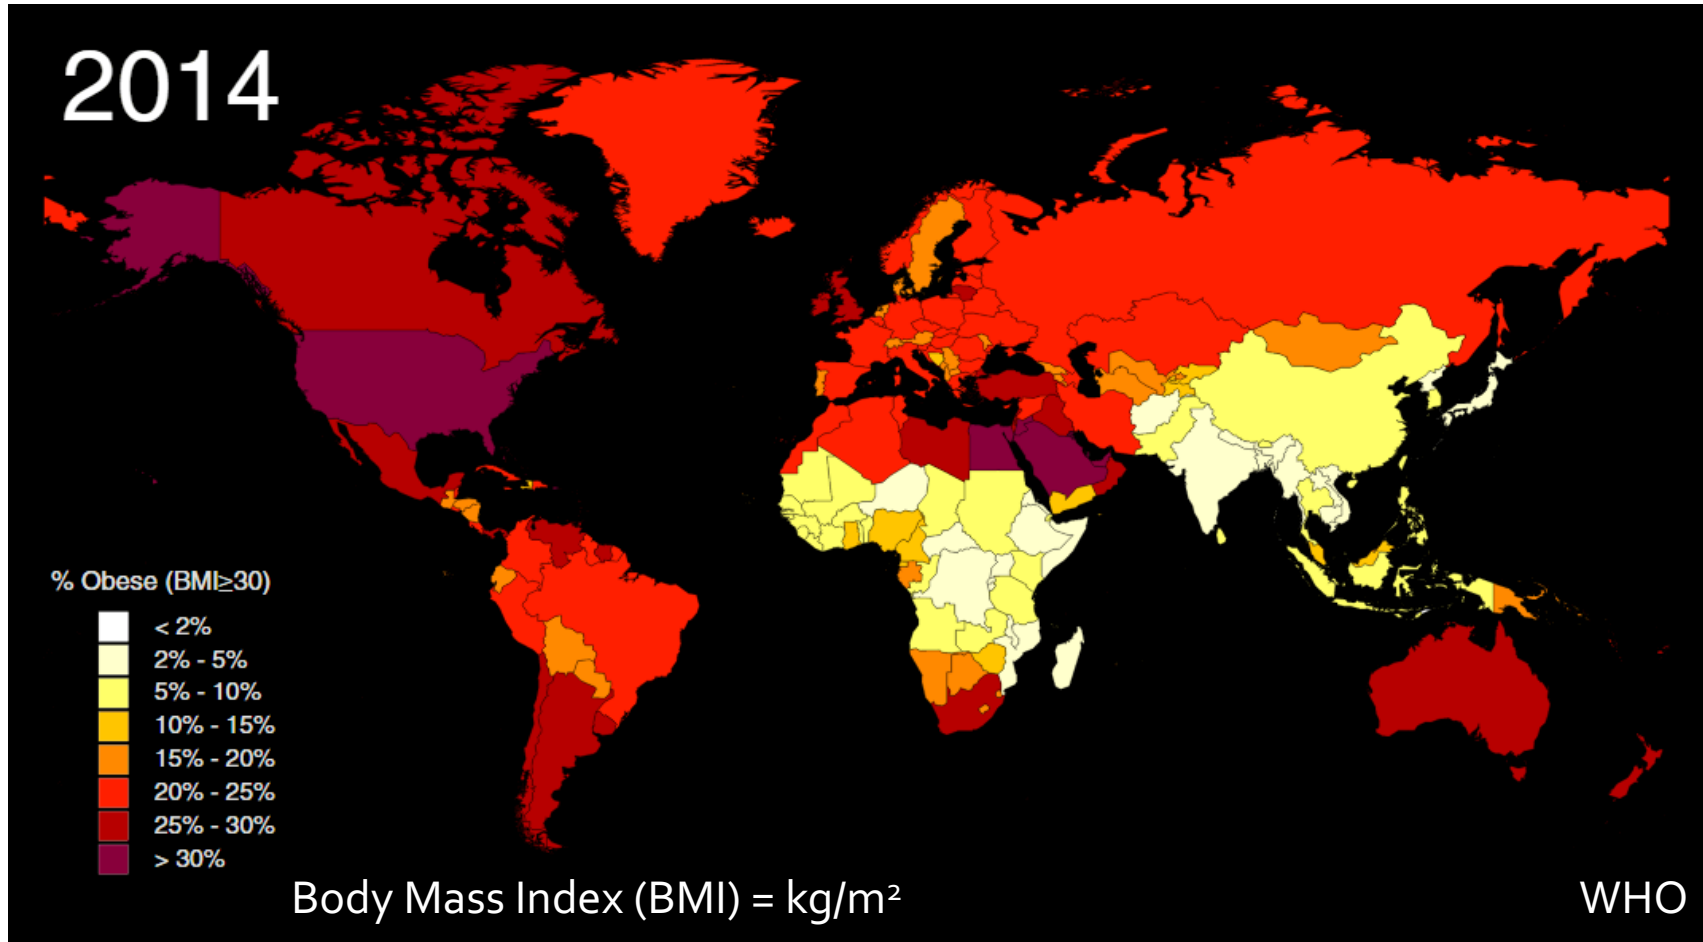 2014
% Obese (BMI≥30)
< 2%
2% - 5%
5% - 10%
10% - 15%
15% - 20%
20% - 25%
25% - 30%
> 30%
Body Mass Index (BMI) = kg/m²
WHO